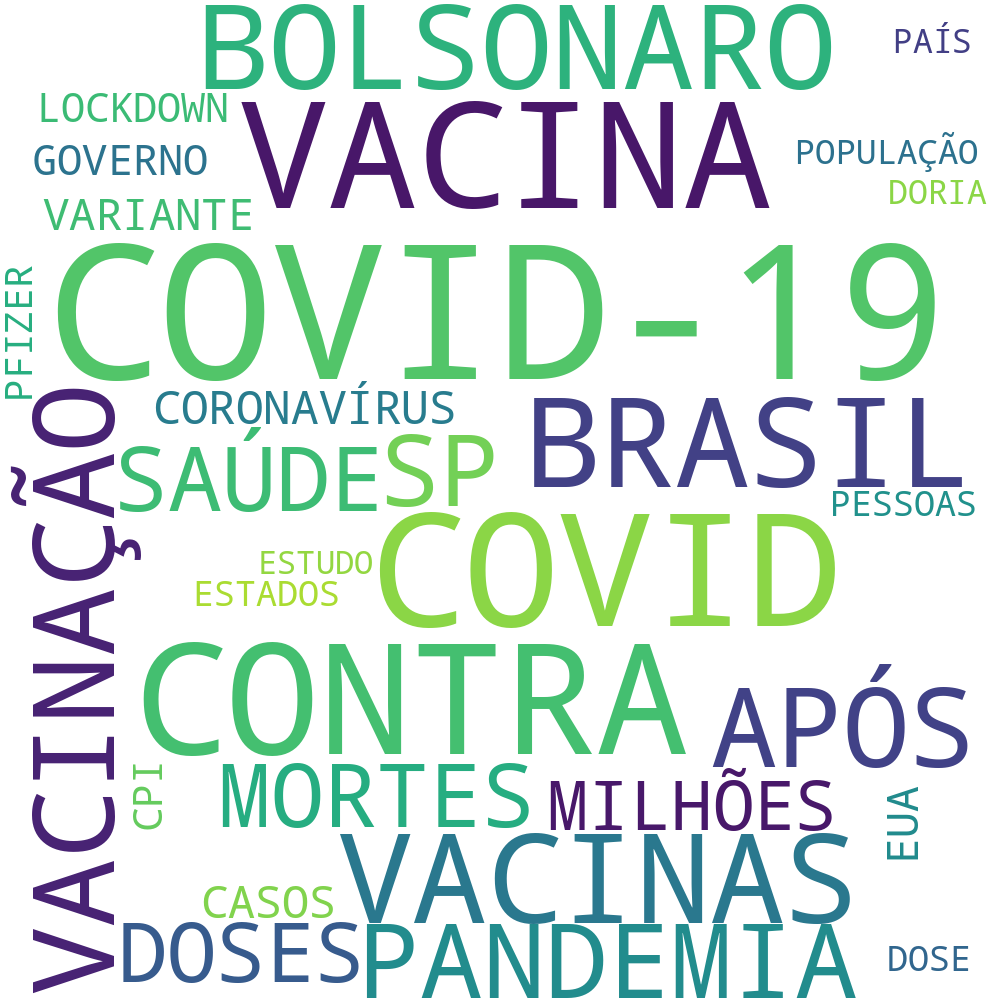 BOLSONARO
PAÍS
LOCKDOWN
VACINA
GOVERNO
POPULAÇÃO
DORIA
VARIANTE
COVID-19
PFIZER
CORONAVÍRUS
BRASIL
VACINAÇÃO
SAÚDE
SP
PESSOAS
COVID
ESTUDO
ESTADOS
CONTRA
APÓS
CPI
MORTES
MILHÕES
EUA
VACINAS
CASOS
DOSES
PANDEMIA
DOSE